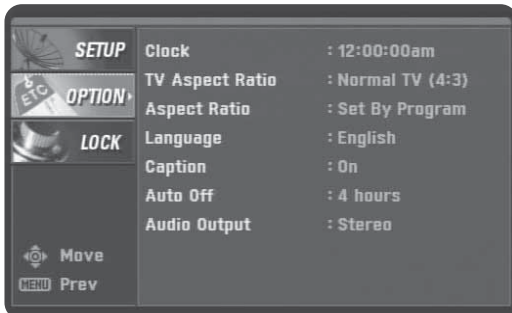 SETUP
ETC OPTION
LOCK
Clock : 12:00:00am
TV Aspect Ratio : Normal TV (4:3)
Aspect Ratio : Set By Program
Language : English
Caption : On
Auto Off : 4 hours
Audio Output : Stereo
Move
MENU Prev